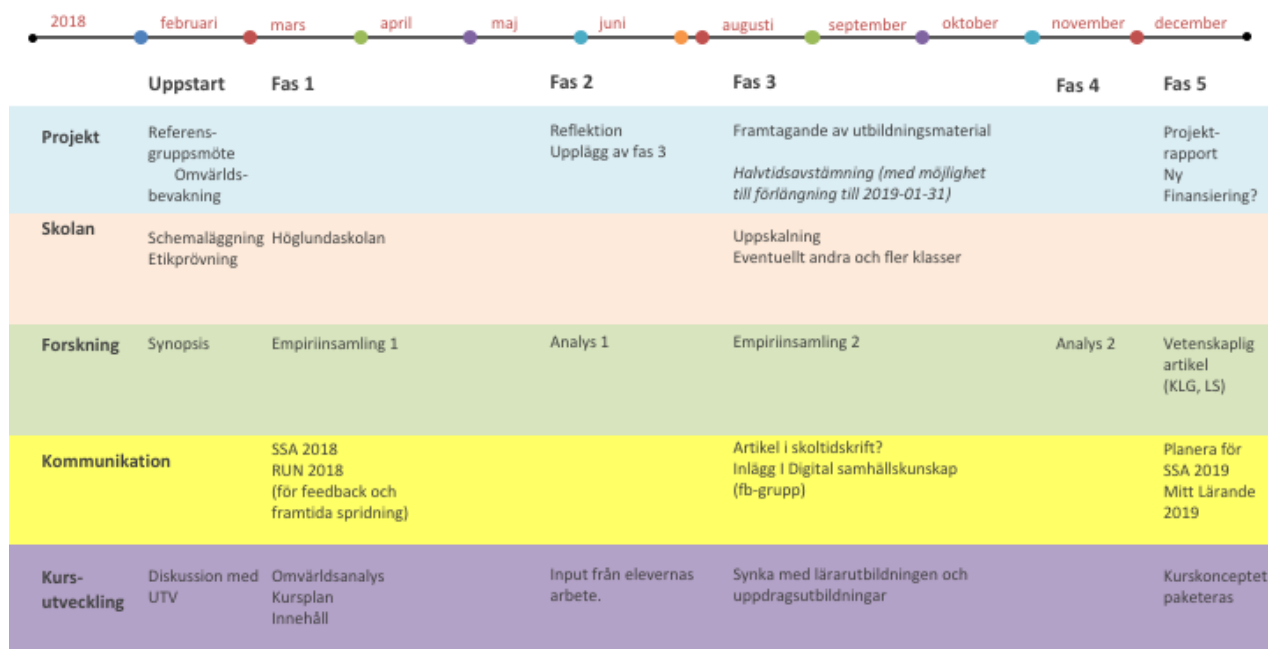 2018 februari mars april maj juni augusti september oktober november december
Uppstart Fas 1 Fas 2 Fas 3 Fas 4 Fas 5
Projekt
Referens-
gruppsmöte
Omvärlds-
bevakning
Reflektion
Upplägg av fas 3
Framtagande av utbildningsmaterial
Halvtidsavstämning (med möjlighet
till förlängning till 2019-01-31)
Projekt-
rapport
Ny
Finansiering?
Skolan
Schemaläggning
Etikprövning
Höglundaskolan
Uppskalning
Eventuellt andra och fler klasser
Forskning
Synopsis
Empiriinsamling 1
Analys 1
Empiriinsamling 2
Analys 2
Vetenskaplig
artikel
(KLG, LS)
Kommunikation
SSA 2018
RUN 2018
(för feedback och
framtida spridning)
Artikel i skoltidskrift?
Inlägg I Digital samhällskunskap
(fb-grupp)
Planera för
SSA 2019
Mitt Lärande
2019
Kurs-
utveckling
Diskussion med
UTV
Omvärldsanalys
Kursplan
Innehåll
Input från elevernas
arbete.
Synka med lärarutbildningen och
uppdragsutbildningar
Kurskonceptet
paketeras